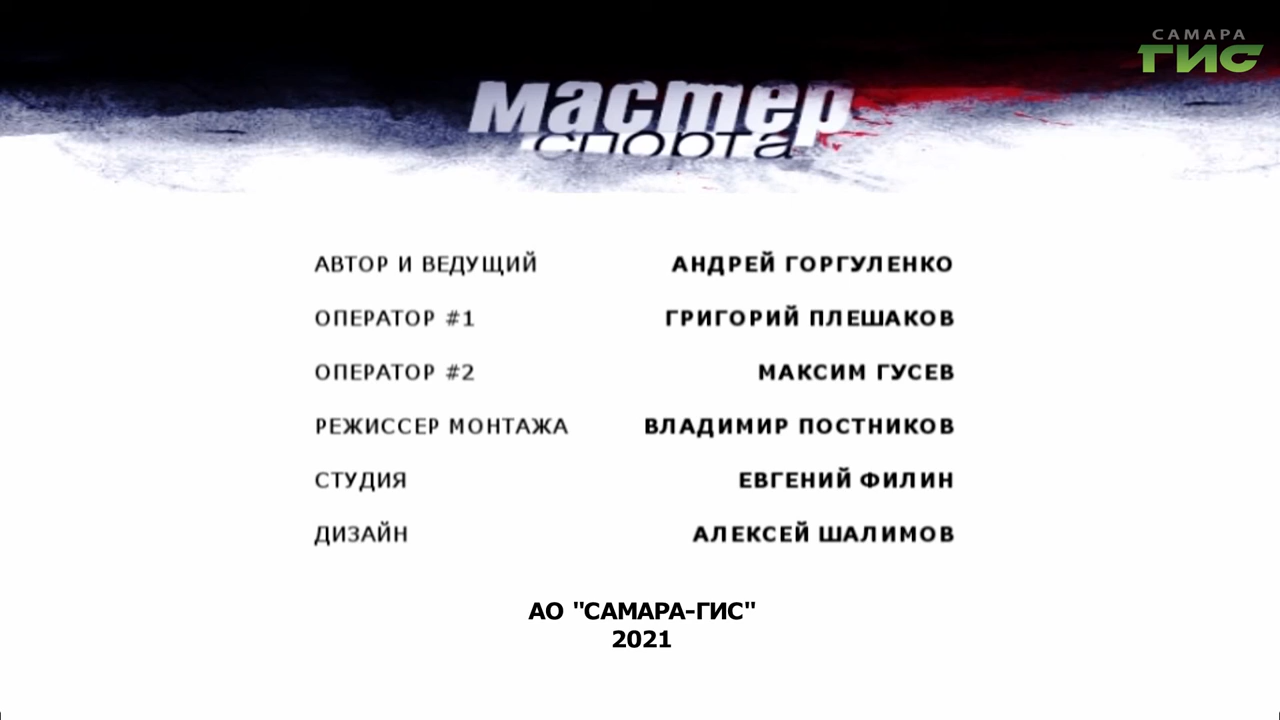 САМАРА
ГИС
мастер
спорта
АВТОР И ВЕДУЩИЙ АНДРЕЙ ГОРГУЛЕНКО
ОПЕРАТОР #1 ГРИГОРИЙ ПЛЕШАКОВ
ОПЕРАТОР #2 МАКСИМ ГУСЕВ
РЕЖИССЕР МОНТАЖА ВЛАДИМИР ПОСТНИКОВ
СТУДИЯ ЕВГЕНИЙ ФИЛИН
ДИЗАЙН АЛЕКСЕЙ ШАЛИМОВ
АО "САМАРА-ГИС"
2021